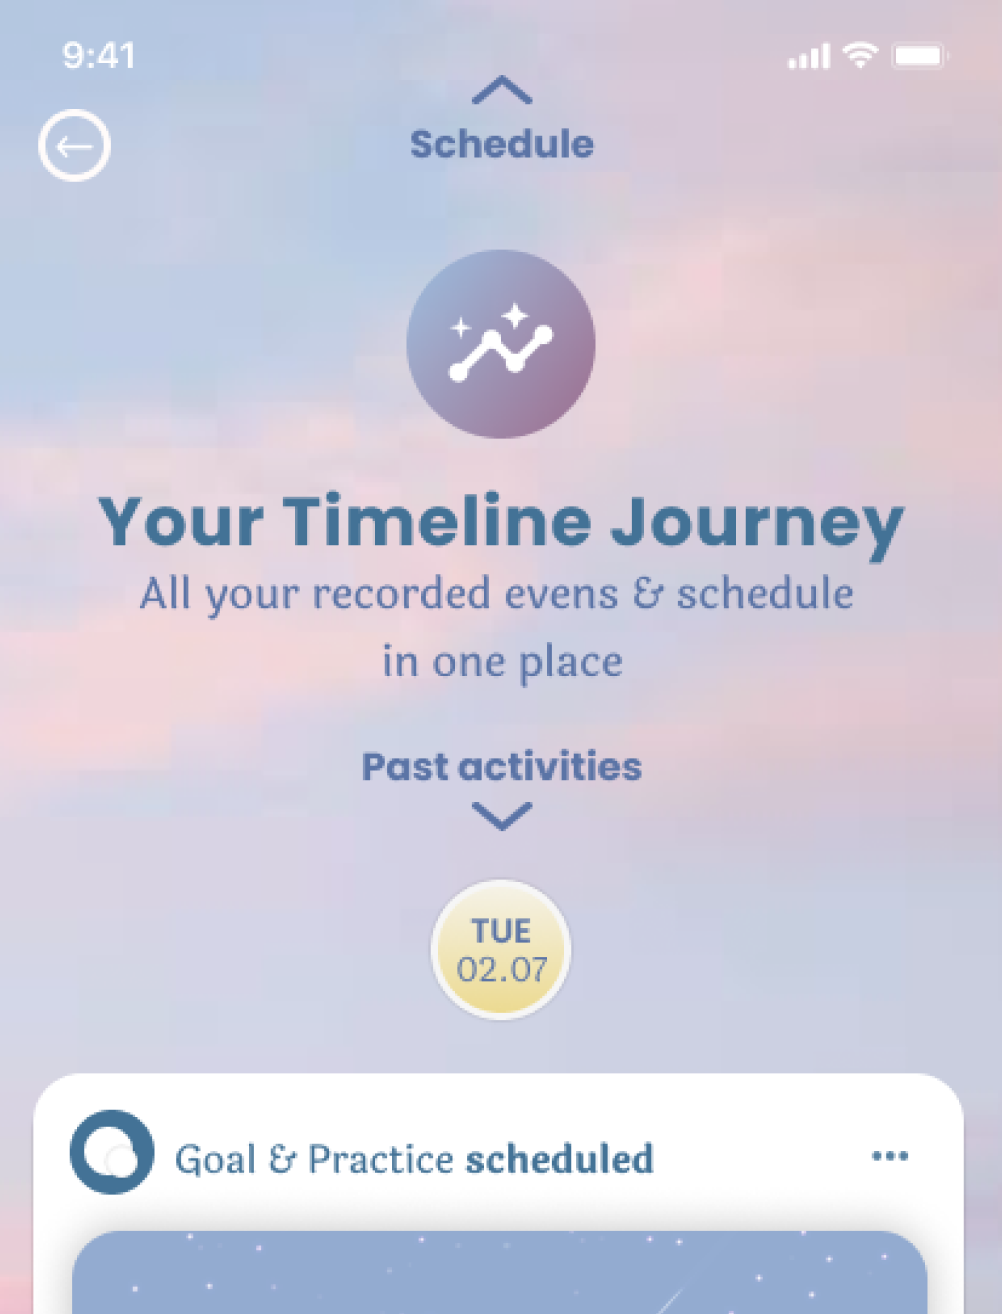 9:41
Schedule
Your Timeline Journey
All your recorded evens & schedule
in one place
Past activities
TUE
02.07
Goal & Practice scheduled